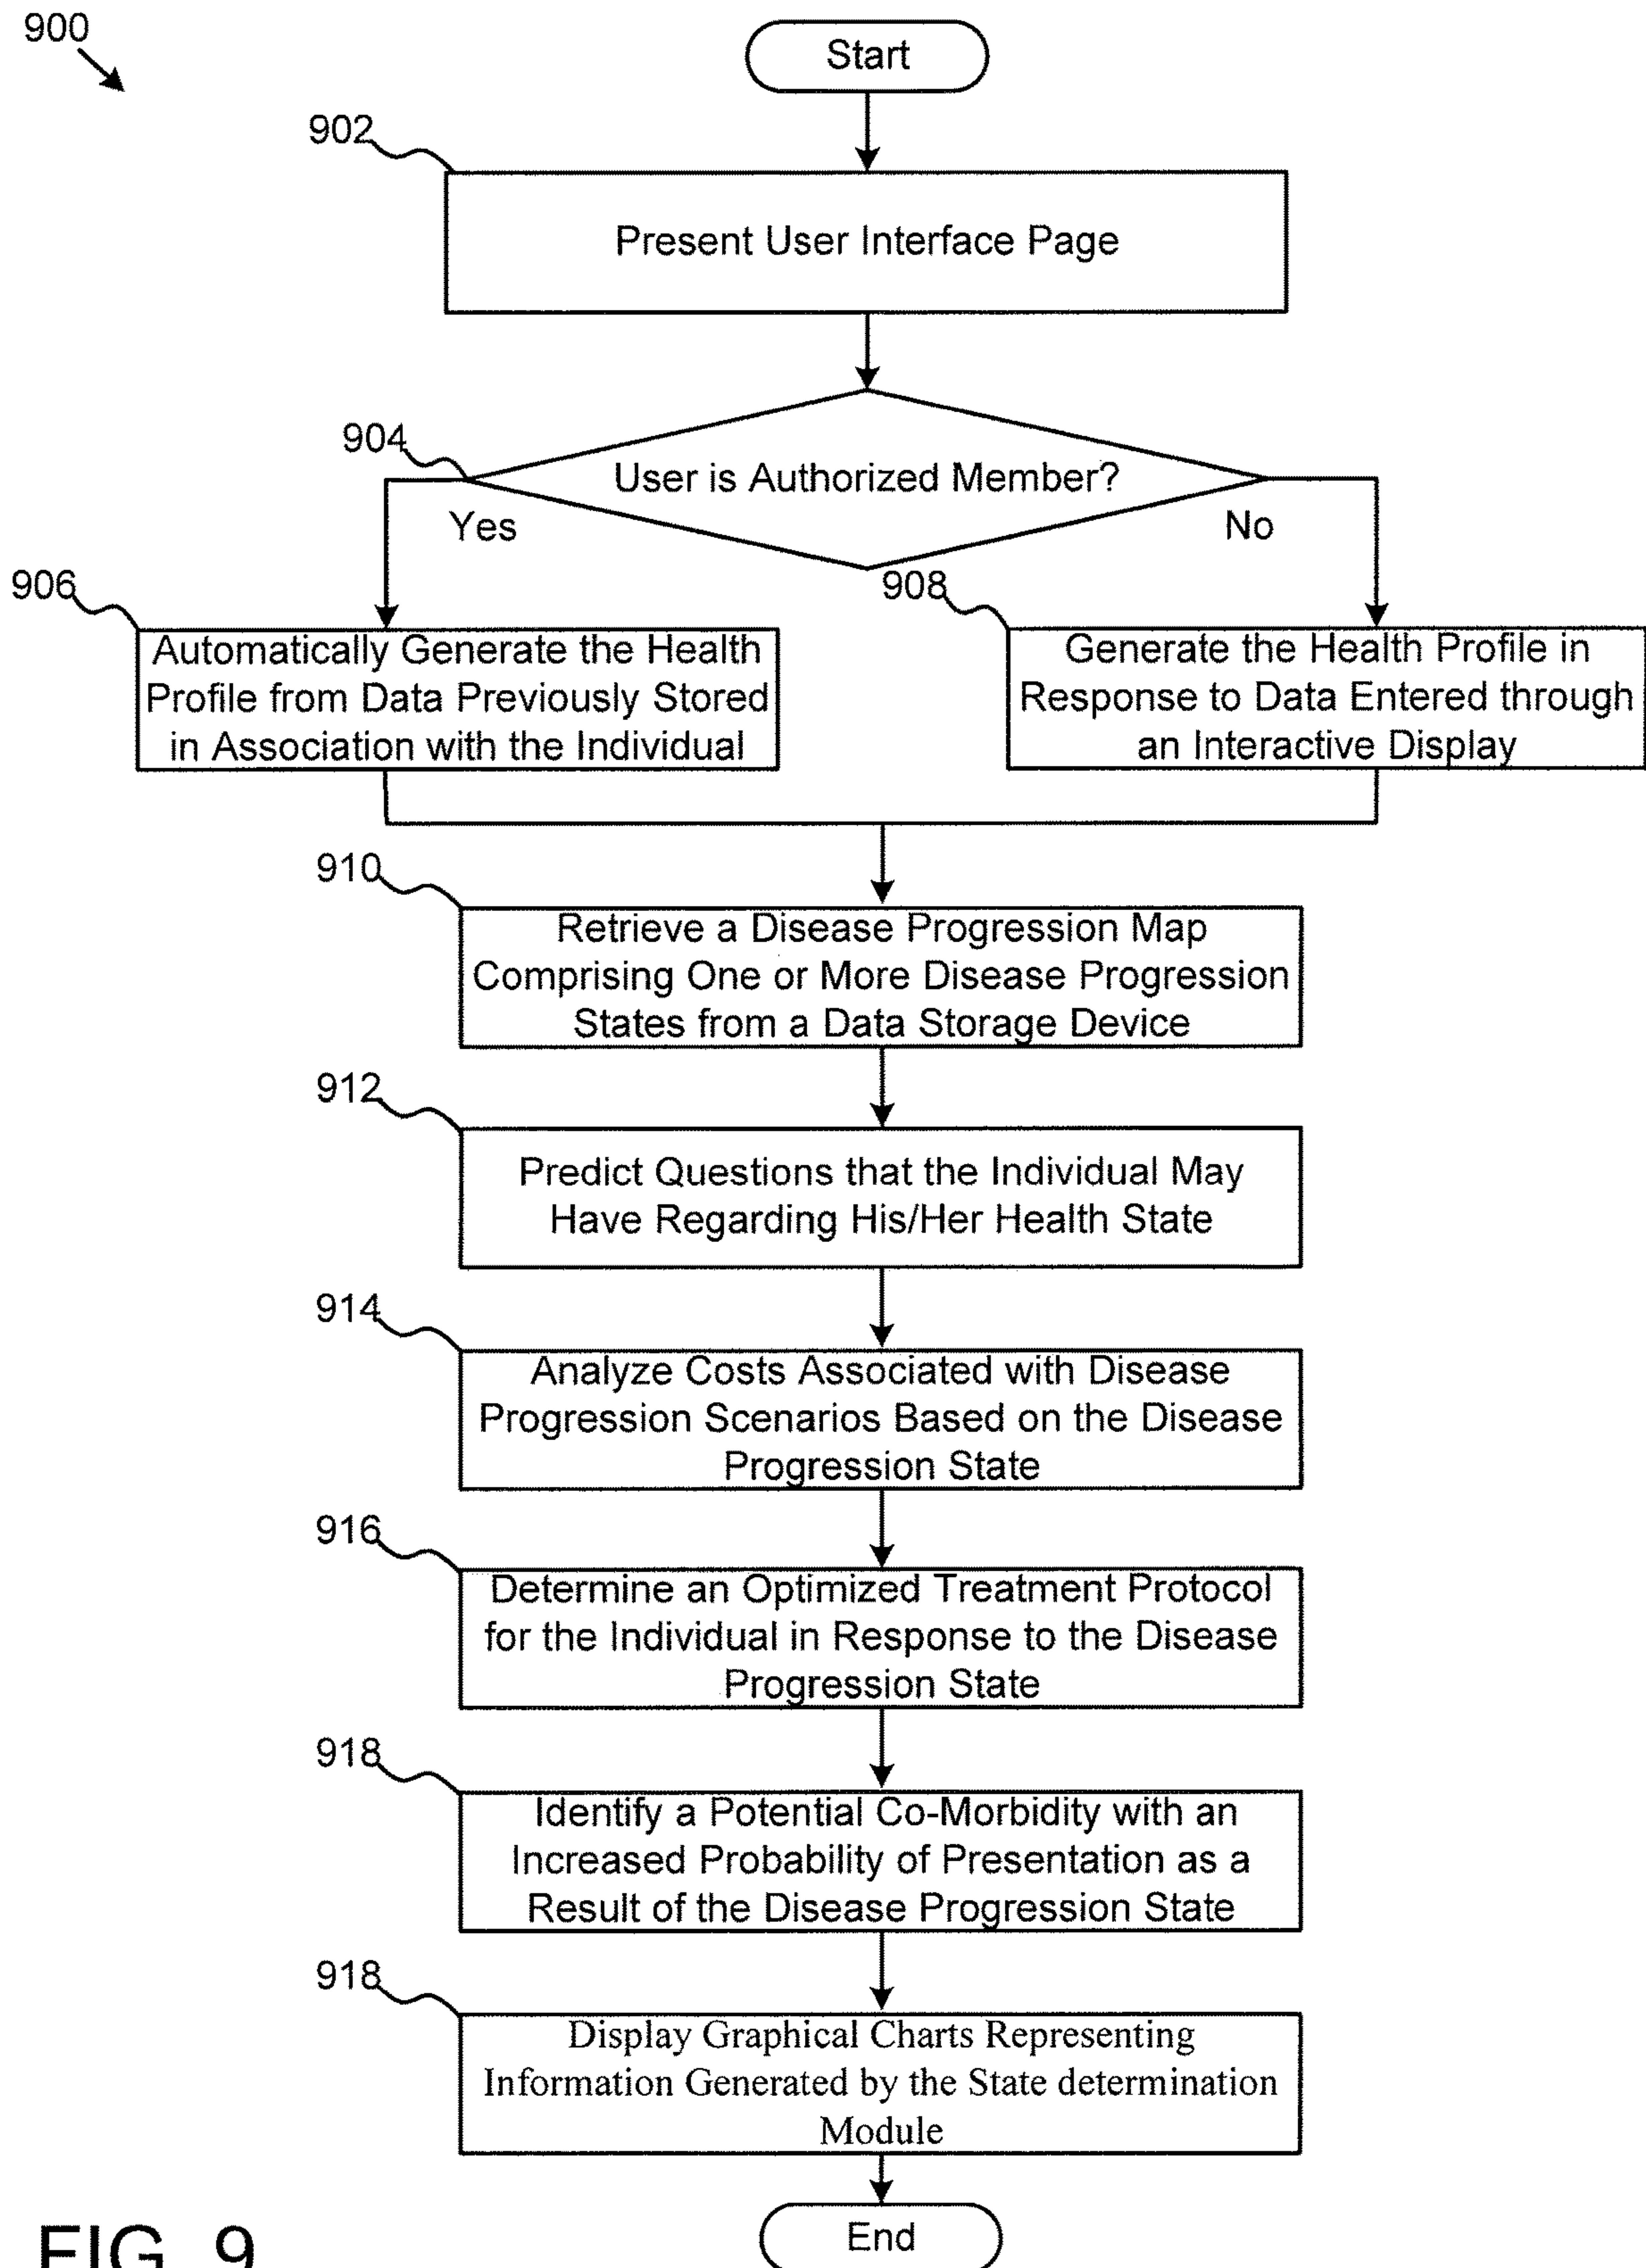 900
Start
902
Present User Interface Page
904
User is Authorized Member?
Yes
No
906
Automatically Generate the Health
Profile from Data Previously Stored
in Association with the Individual
908
Generate the Health Profile in
Response to Data Entered through
an Interactive Display
910
Retrieve a Disease Progression Map
Comprising One or More Disease Progression
States from a Data Storage Device
912
Predict Questions that the Individual May
Have Regarding His/Her Health State
914
Analyze Costs Associated with Disease
Progression Scenarios Based on the Disease
Progression State
916
Determine an Optimized Treatment Protocol
for the Individual in Response to the Disease
Progression State
918
Identify a Potential Co-Morbidity with an
Increased Probability of Presentation as a
Result of the Disease Progression State
918
Display Graphical Charts Representing
Information Generated by the State determination
Module
End
FIG. 9